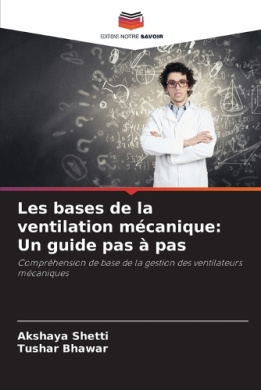 EDITIONS NOTRE SAVOIR
Les bases de la
ventilation mécanique:
Un guide pas à pas
Compréhension de base de la gestion des ventilateurs
mécaniques
Akshaya Shetti
Tushar Bhawar